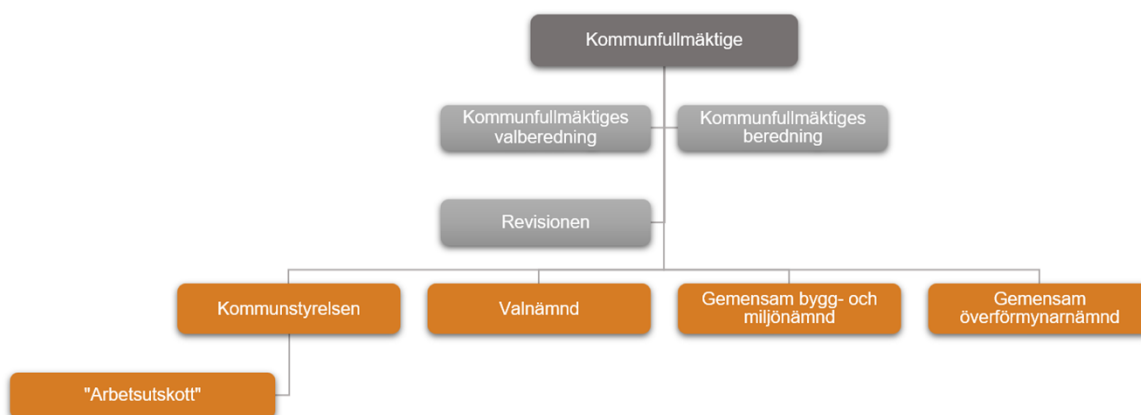 Kommunfullmäktige
Kommunfullmäktiges
valberedning
Kommunfullmäktiges
beredning
Revisionen
Kommunstyrelsen
Valnämnd
Gemensam bygg- och
miljönämnd
Gemensam
överförmynarnämnd
"Arbetsutskott"